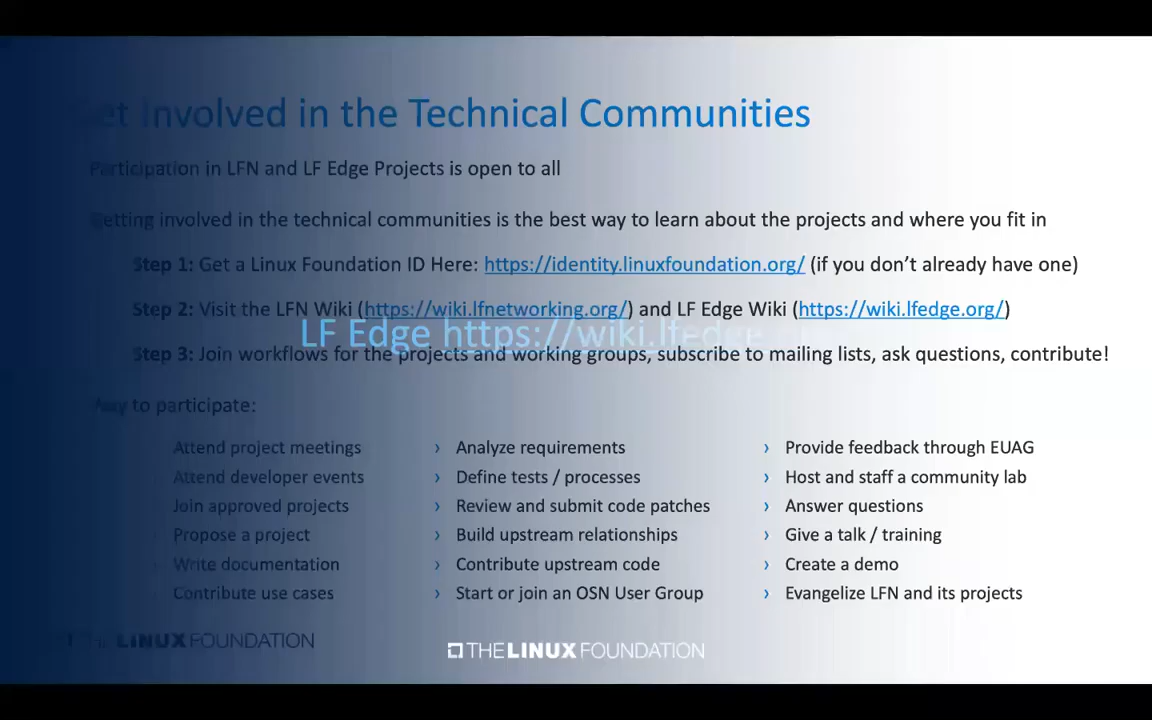 Get Involved in the Technical Communities
Participation in LFN and LF Edge Projects is open to all
Getting involved in the technical communities is the best way to learn about the projects and where you fit in
Step 1: Get a Linux Foundation ID Here: https://identity.linuxfoundation.org/ (if you don't already have one)
Step 2: Visit the LFN Wiki (https://wiki.lfnetworking.org/) and LF Edge Wiki (https://wiki.lfedge.org/)
LF Edge https://wiki.lfedge
Step 3: Join workflows for the projects and working groups, subscribe to mailing lists, ask questions, contribute!
Way to participate:
Attend project meetings › Analyze requirements › Provide feedback through EUAG
Attend developer events › Define tests / processes › Host and staff a community lab
Join approved projects › Review and submit code patches › Answer questions
Propose a project › Build upstream relationships › Give a talk / training
Write documentation › Contribute upstream code › Create a demo
Contribute use cases › Start or join an OSN User Group › Evangelize LFN and its projects
THE LINUX FOUNDATION
THE LINUX FOUNDATION